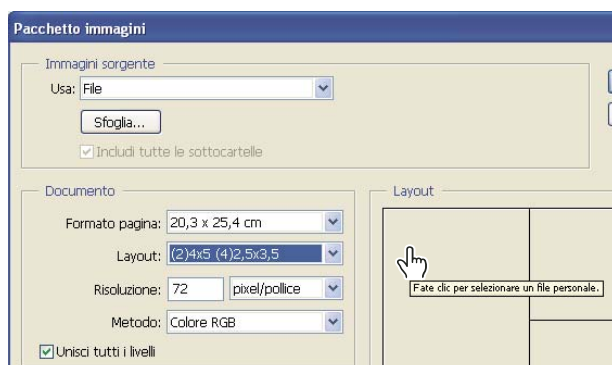 Pacchetto immagini
Immagini sorgente
Usa: File
Sfoglia...
Includi tutte le sottocartelle
Documento
Formato pagina: 20,3 x 25,4 cm
Layout: (2)4x5 (4)2,5x3,5
Risoluzione: 72 pixel/pollice
Metodo: Colore RGB
Unisci tutti i livelli
Layout
Fate clic per selezionare un file personale.